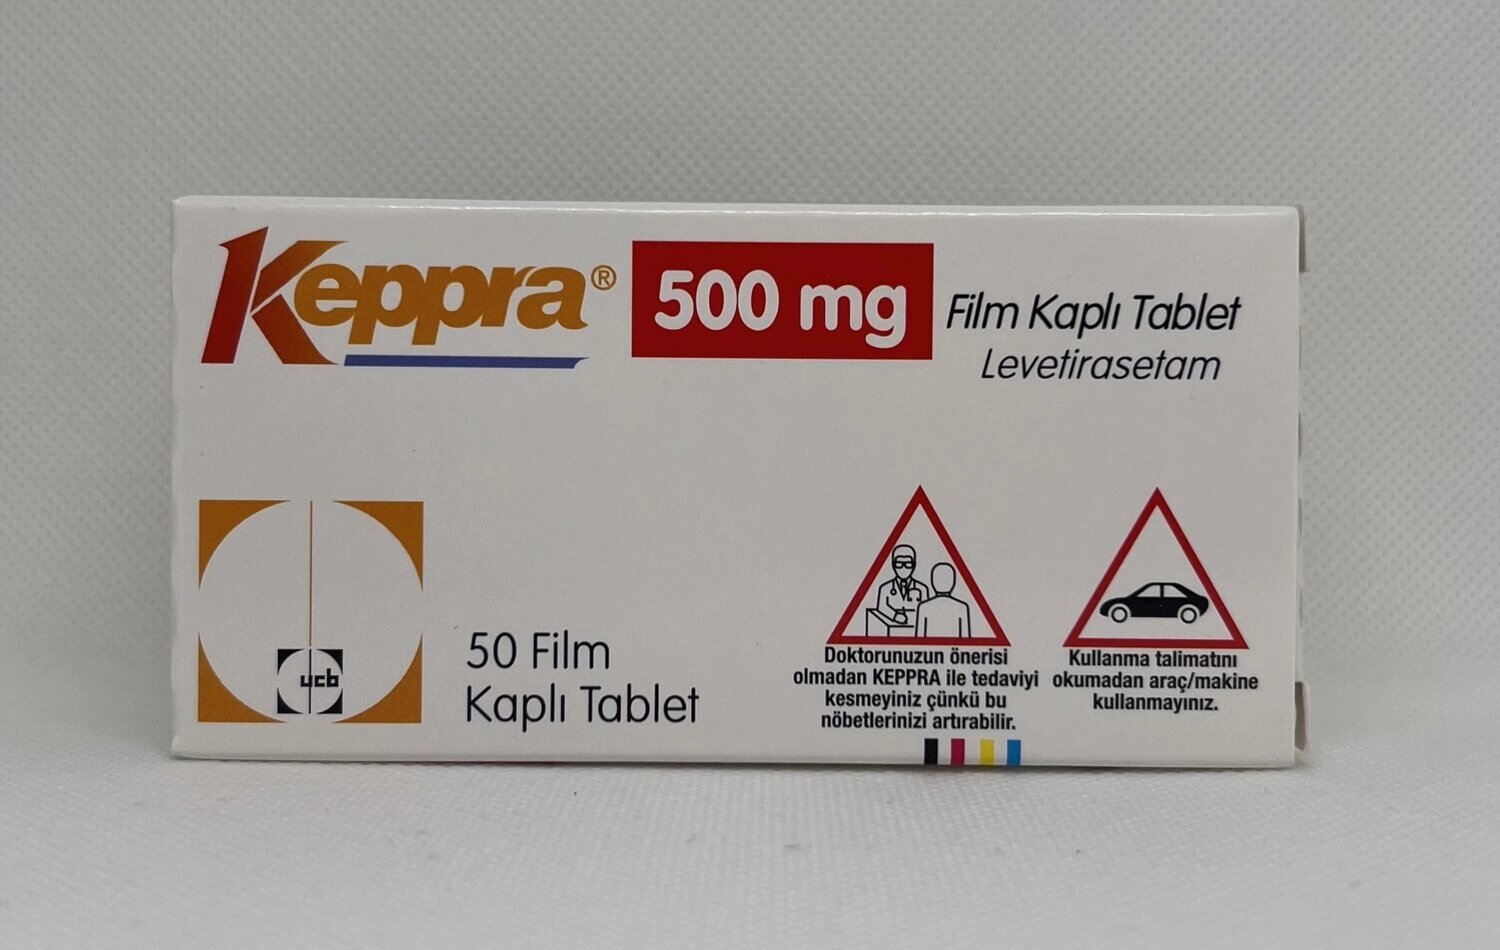 Keppra® 500 mg Film Kaplı Tablet
Levetirasetam
ucb
50 Film
Kaplı Tablet
Doktorunuzun önerisi
olmadan KEPPRA ile tedaviyi
kesmeyiniz çünkü bu
nöbetlerinizi artırabilir.
Kullanma talimatını
okumadan araç/makine
kullanmayınız.